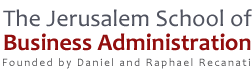 The Jerusalem School of
Business Administration
Founded by Daniel and Raphael Recanati